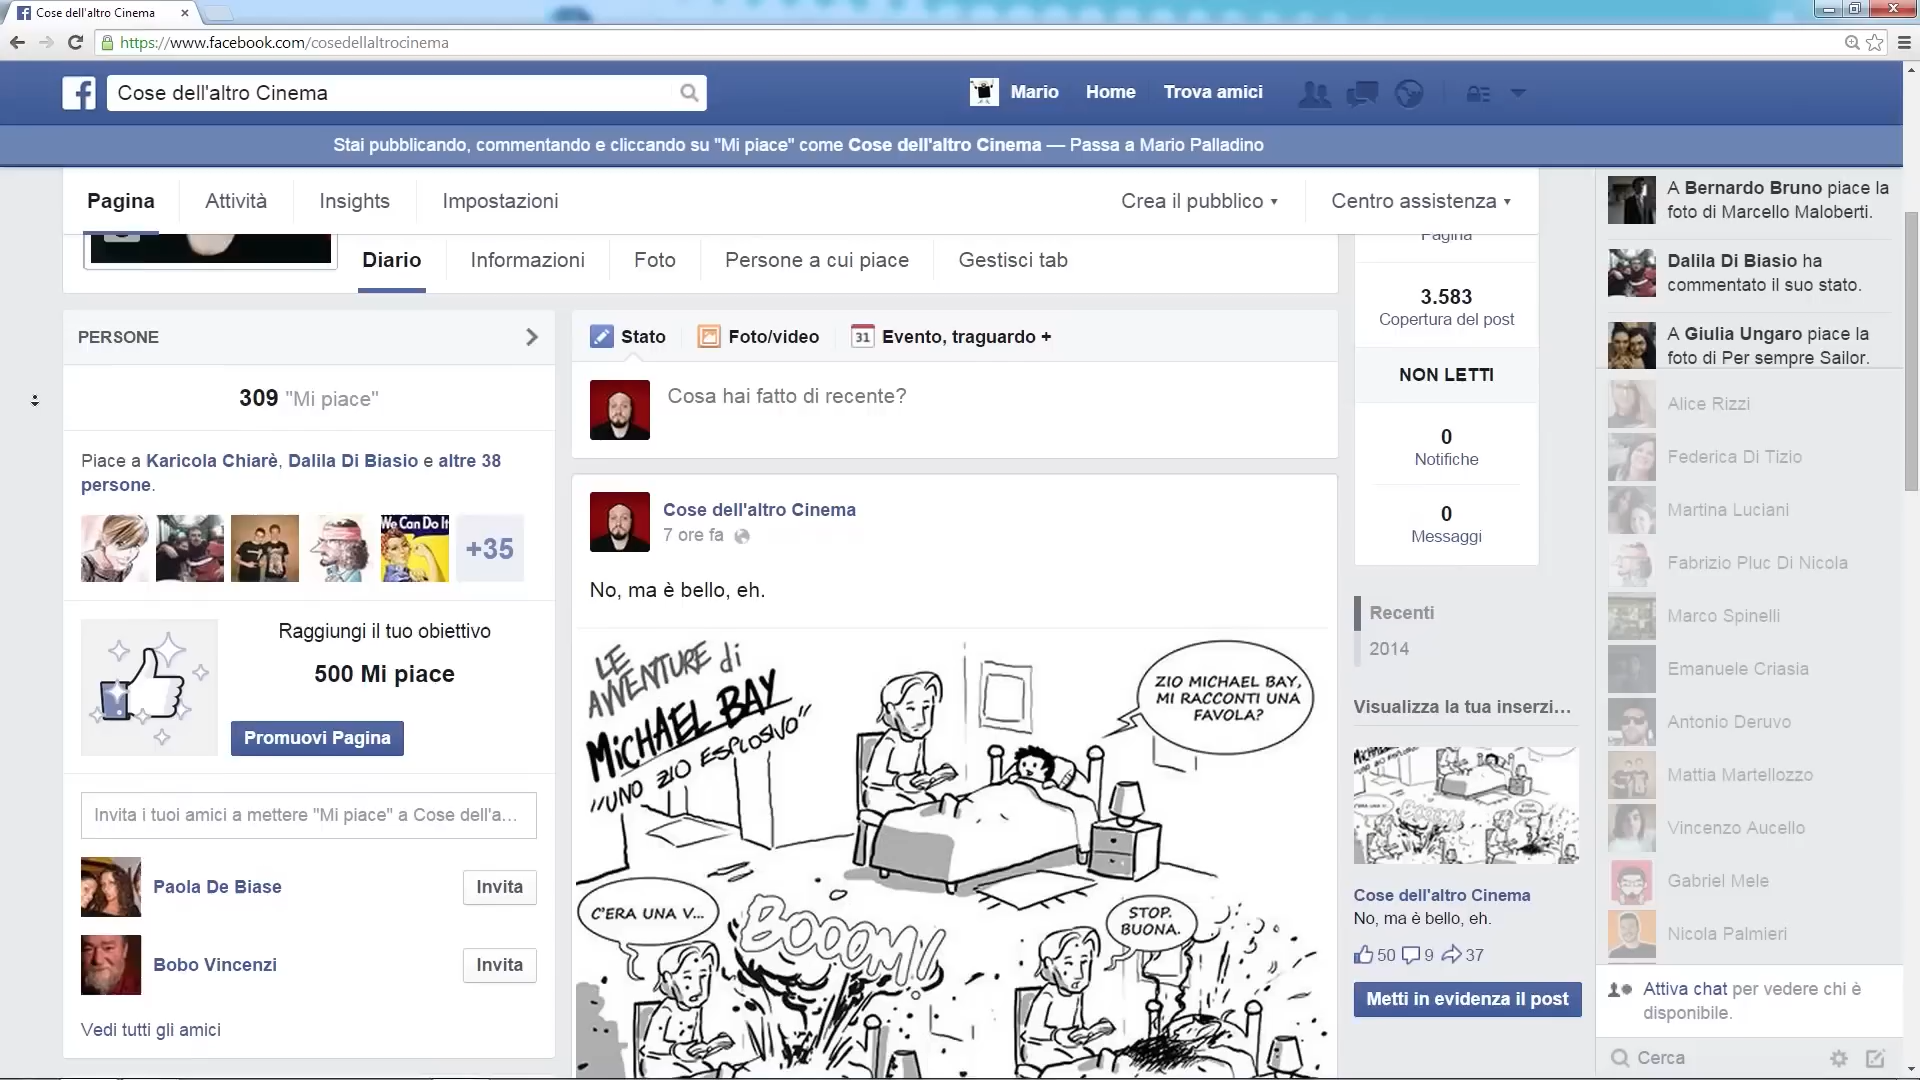 Cose dell'altro Cinema
https://www.facebook.com/cosedellaltrocinema
Cose dell'altro Cinema
Mario
Home
Trova amici
Stai pubblicando, commentando e cliccando su "Mi piace" come Cose dell'altro Cinema — Passa a Mario Palladino
Pagina
Attività
Insights
Impostazioni
Crea il pubblico
Centro assistenza
Diario
Informazioni
Foto
Persone a cui piace
Gestisci tab
PERSONE
309 "Mi piace"
Piace a Karicola Chiarè, Dalila Di Biasio e altre 38
persone.
We Can Do It
+35
Raggiungi il tuo obiettivo
500 Mi piace
Promuovi Pagina
Invita i tuoi amici a mettere "Mi piace" a Cose dell'a...
Paola De Biase
Invita
Bobo Vincenzi
Invita
Vedi tutti gli amici
Stato
Foto/video
31
Evento, traguardo +
Cosa hai fatto di recente?
Cose dell'altro Cinema
7 ore fa
No, ma è bello, eh.
LE
AVVENTURE di
MICHAEL BAY
"UNO ZIO ESPLOSIVO"
ZIO MICHAEL BAY,
MI RACCONTI UNA
FAVOLA?
C'ERA UNA V...
BOOOM!
STOP.
BUONA.
Pagina
3.583
Copertura del post
NON LETTI
0
Notifiche
0
Messaggi
Recenti
2014
Visualizza la tua inserzi...
Cose dell'altro Cinema
No, ma è bello, eh.
50 9 37
Metti in evidenza il post
A Bernardo Bruno piace la
foto di Marcello Maloberti.
Dalila Di Biasio ha
commentato il suo stato.
A Giulia Ungaro piace la
foto di Per sempre Sailor.
Alice Rizzi
Federica Di Tizio
Martina Luciani
Fabrizio Pluc Di Nicola
Marco Spinelli
Emanuele Criasia
Antonio Deruvo
Mattia Martellozzo
Vincenzo Aucello
Gabriel Mele
Nicola Palmieri
Attiva chat per vedere chi è
disponibile.
Cerca